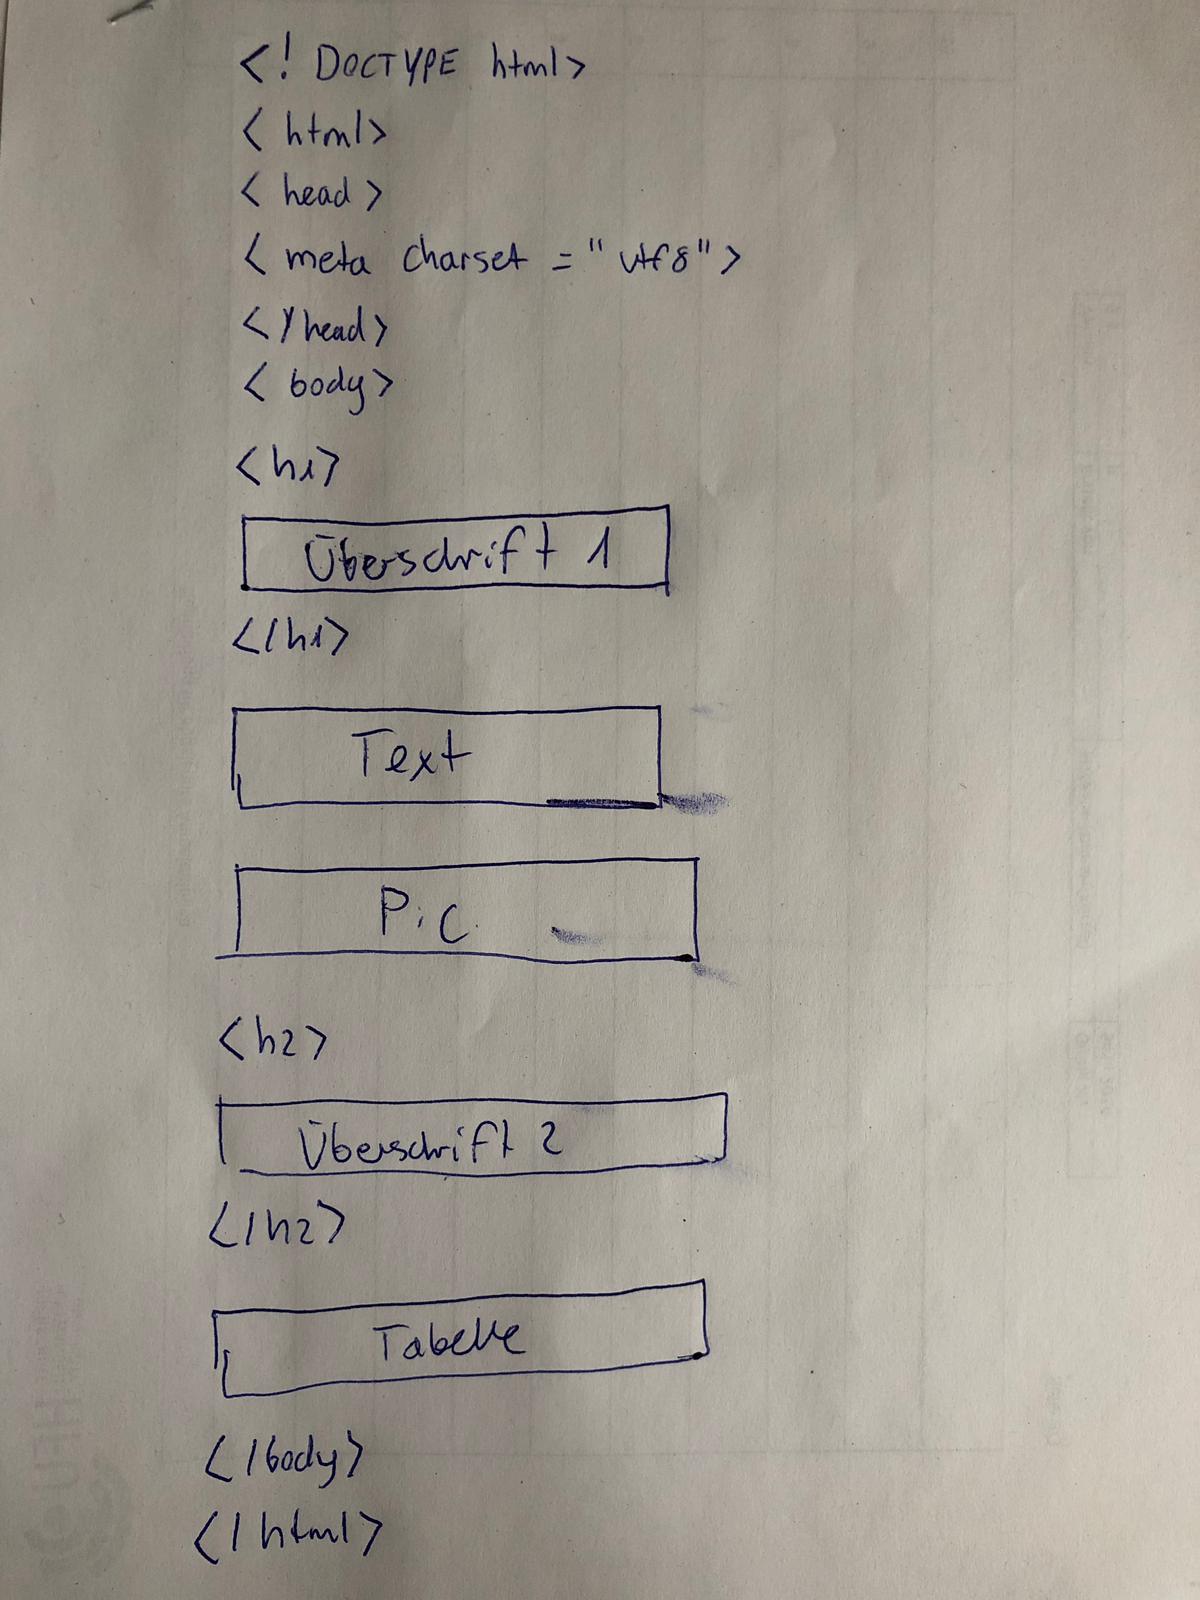 <! DOCTYPE html>
< html>
< head >
< meta charset = "utf8">
</head>
< body>
<h1>
Überschrift 1
</h1>
Text
Pic
<h2>
Überschrift 2
</h2>
Tabelle
</body>
</html>